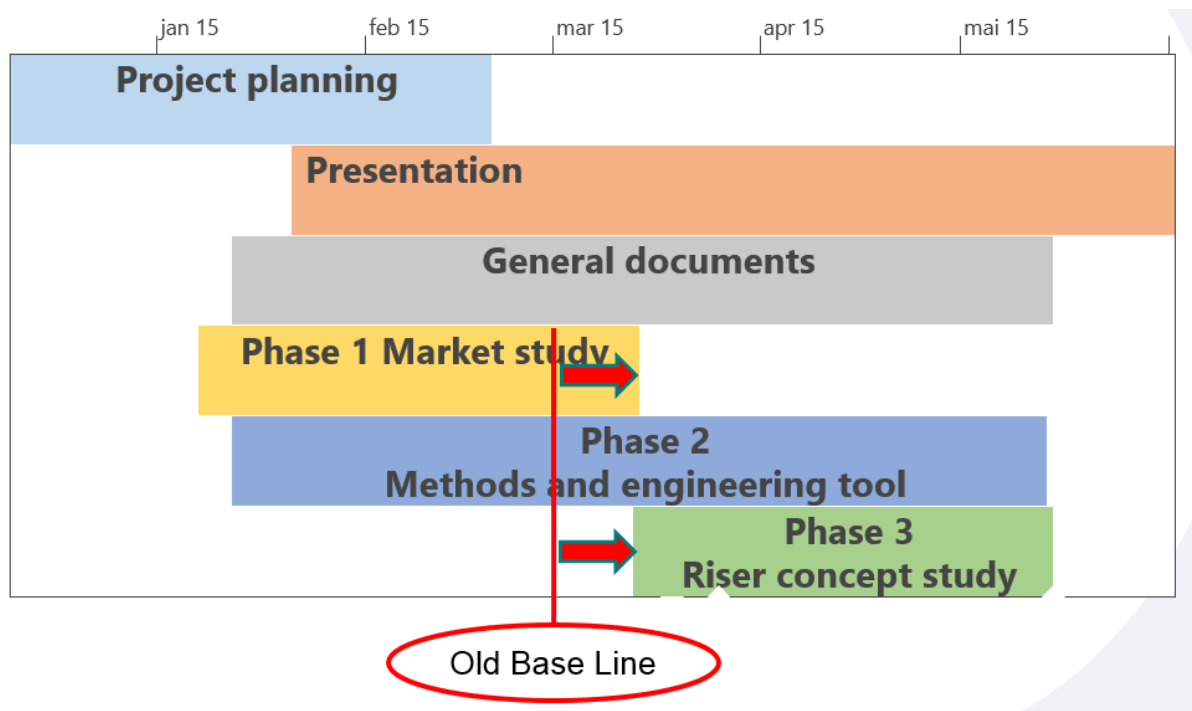 jan 15 feb 15 mar 15 apr 15 mai 15
Project planning
Presentation
General documents
Phase 1 Market study
Phase 2
Methods and engineering tool
Phase 3
Riser concept study
Old Base Line